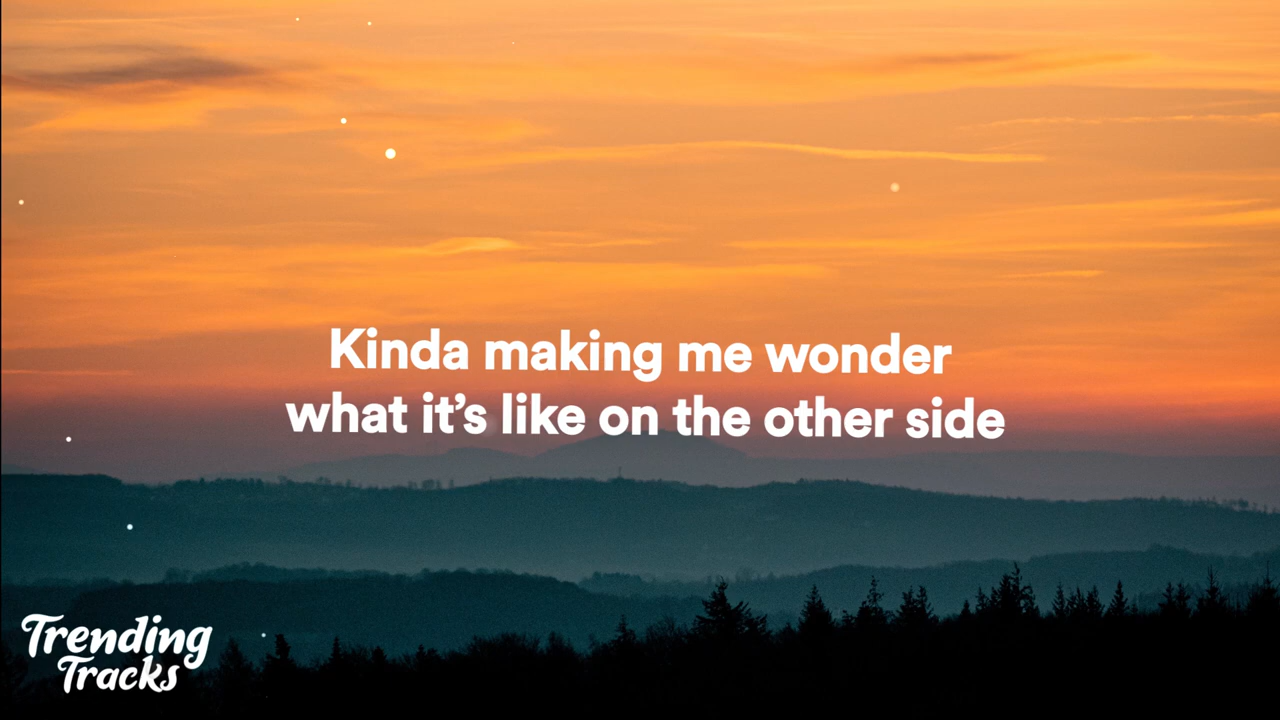 Kinda making me wonder
what it’s like on the other side
Trending
Tracks